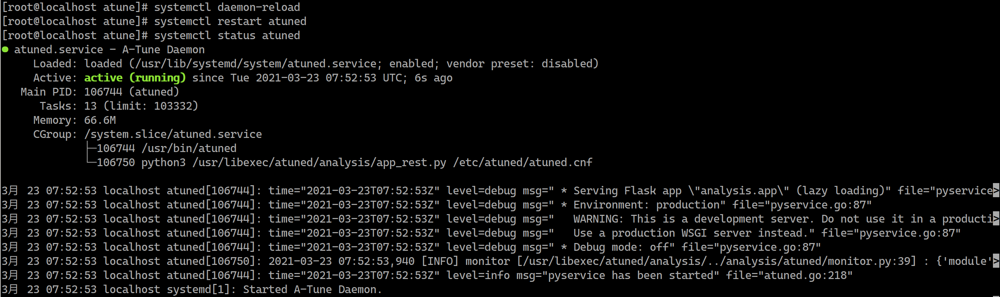 [root@localhost atune]# systemctl daemon-reload
[root@localhost atune]# systemctl restart atuned
[root@localhost atune]# systemctl status atuned
● atuned.service - A-Tune Daemon
     Loaded: loaded (/usr/lib/systemd/system/atuned.service; enabled; vendor preset: disabled)
     Active: active (running) since Tue 2021-03-23 07:52:53 UTC; 6s ago
   Main PID: 106744 (atuned)
      Tasks: 13 (limit: 103332)
     Memory: 66.6M
     CGroup: /system.slice/atuned.service
             ├─106744 /usr/bin/atuned
             └─106750 python3 /usr/libexec/atuned/analysis/app_rest.py /etc/atuned/atuned.cnf
3月 23 07:52:53 localhost atuned[106744]: time="2021-03-23T07:52:53Z" level=debug msg=" * Serving Flask app \"analysis.app\" (lazy loading)" file="pyservice>
3月 23 07:52:53 localhost atuned[106744]: time="2021-03-23T07:52:53Z" level=debug msg=" * Environment: production" file="pyservice.go:87"
3月 23 07:52:53 localhost atuned[106744]: time="2021-03-23T07:52:53Z" level=debug msg="   WARNING: This is a development server. Do not use it in a producti>
3月 23 07:52:53 localhost atuned[106744]: time="2021-03-23T07:52:53Z" level=debug msg="   Use a production WSGI server instead." file="pyservice.go:87"
3月 23 07:52:53 localhost atuned[106744]: time="2021-03-23T07:52:53Z" level=debug msg=" * Debug mode: off" file="pyservice.go:87"
3月 23 07:52:53 localhost atuned[106750]: 2021-03-23 07:52:53,940 [INFO] monitor [/usr/libexec/atuned/analysis/../analysis/atuned/monitor.py:39] : {'module'>
3月 23 07:52:53 localhost atuned[106744]: time="2021-03-23T07:52:53Z" level=info msg="pyservice has been started" file="atuned.go:218"
3月 23 07:52:53 localhost systemd[1]: Started A-Tune Daemon.